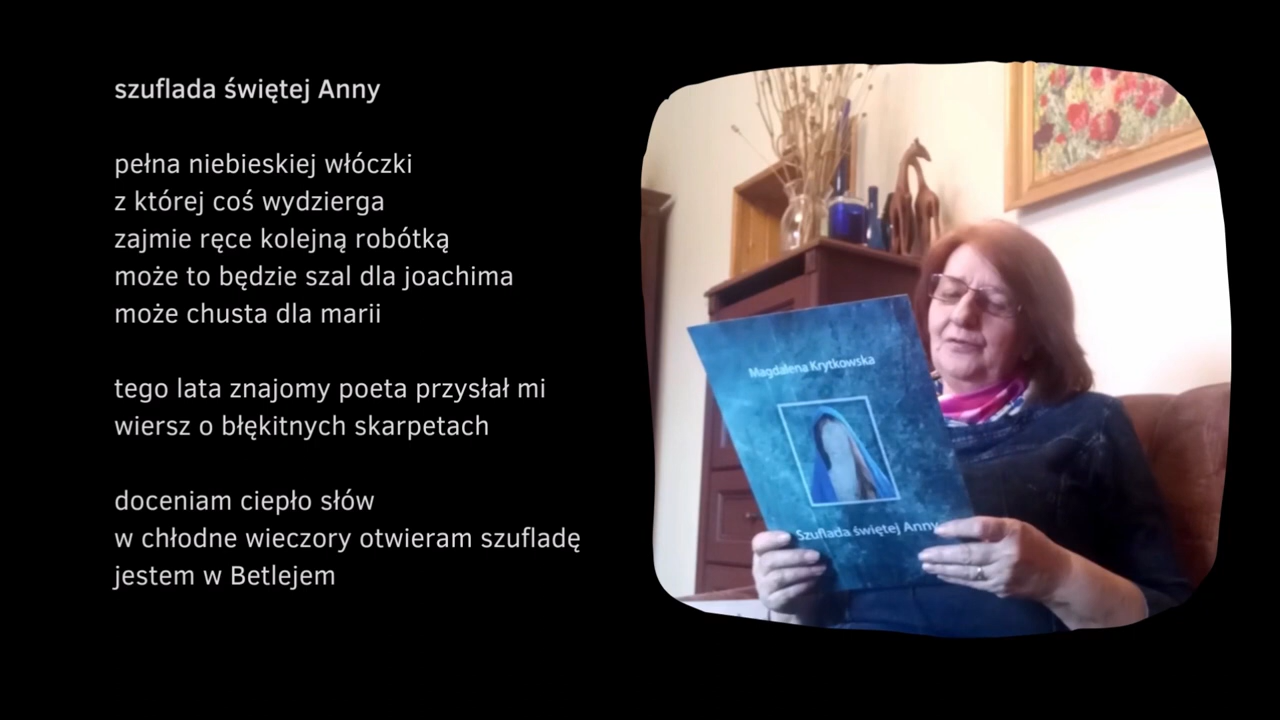 szuflada świętej Anny
pełna niebieskiej włóczki
z której coś wydzierga
zajmie ręce kolejną robótką
może to będzie szal dla joachima
może chusta dla marii
tego lata znajomy poeta przysłał mi
wiersz o błękitnych skarpetach
doceniam ciepło słów
w chłodne wieczory otwieram szufladę
jestem w Betlejem
Magdalena Krytkowska
Szuflada świętej Anny